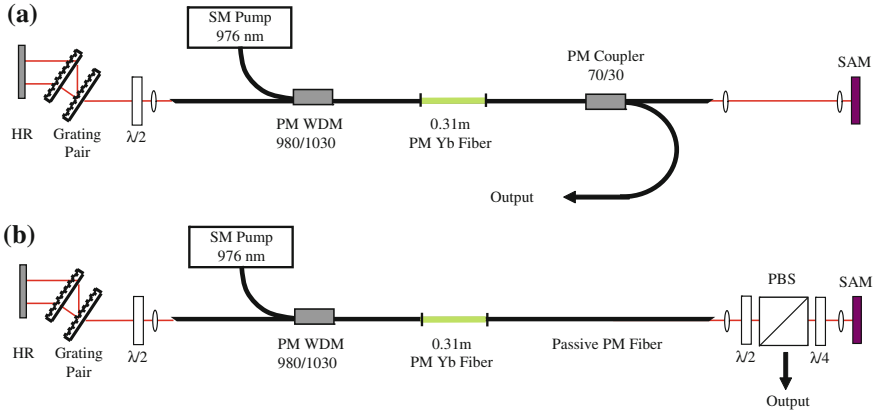 (a)
SM Pump
976 nm
PM Coupler
70/30
SAM
HR
Grating
Pair
λ/2
PM WDM
980/1030
0.31m
PM Yb Fiber
Output
(b)
SM Pump
976 nm
PBS
SAM
HR
Grating
Pair
λ/2
PM WDM
980/1030
0.31m
PM Yb Fiber
Passive PM Fiber
λ/2
λ/4
Output